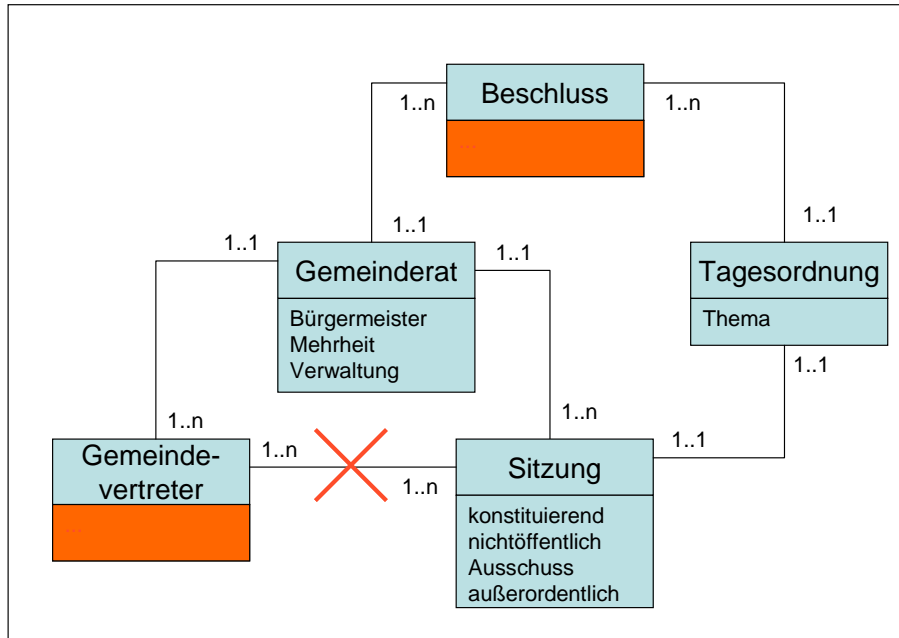 Beschluss
1..n
1..n
...
1..1
1..1
1..1
1..1
Gemeinderat
Tagesordnung
Bürgermeister
Mehrheit
Verwaltung
Thema
1..1
1..n
1..n
1..n
1..1
Gemeinde-
vertreter
...
1..n
Sitzung
konstituierend
nichtöffentlich
Ausschuss
außerordentlich